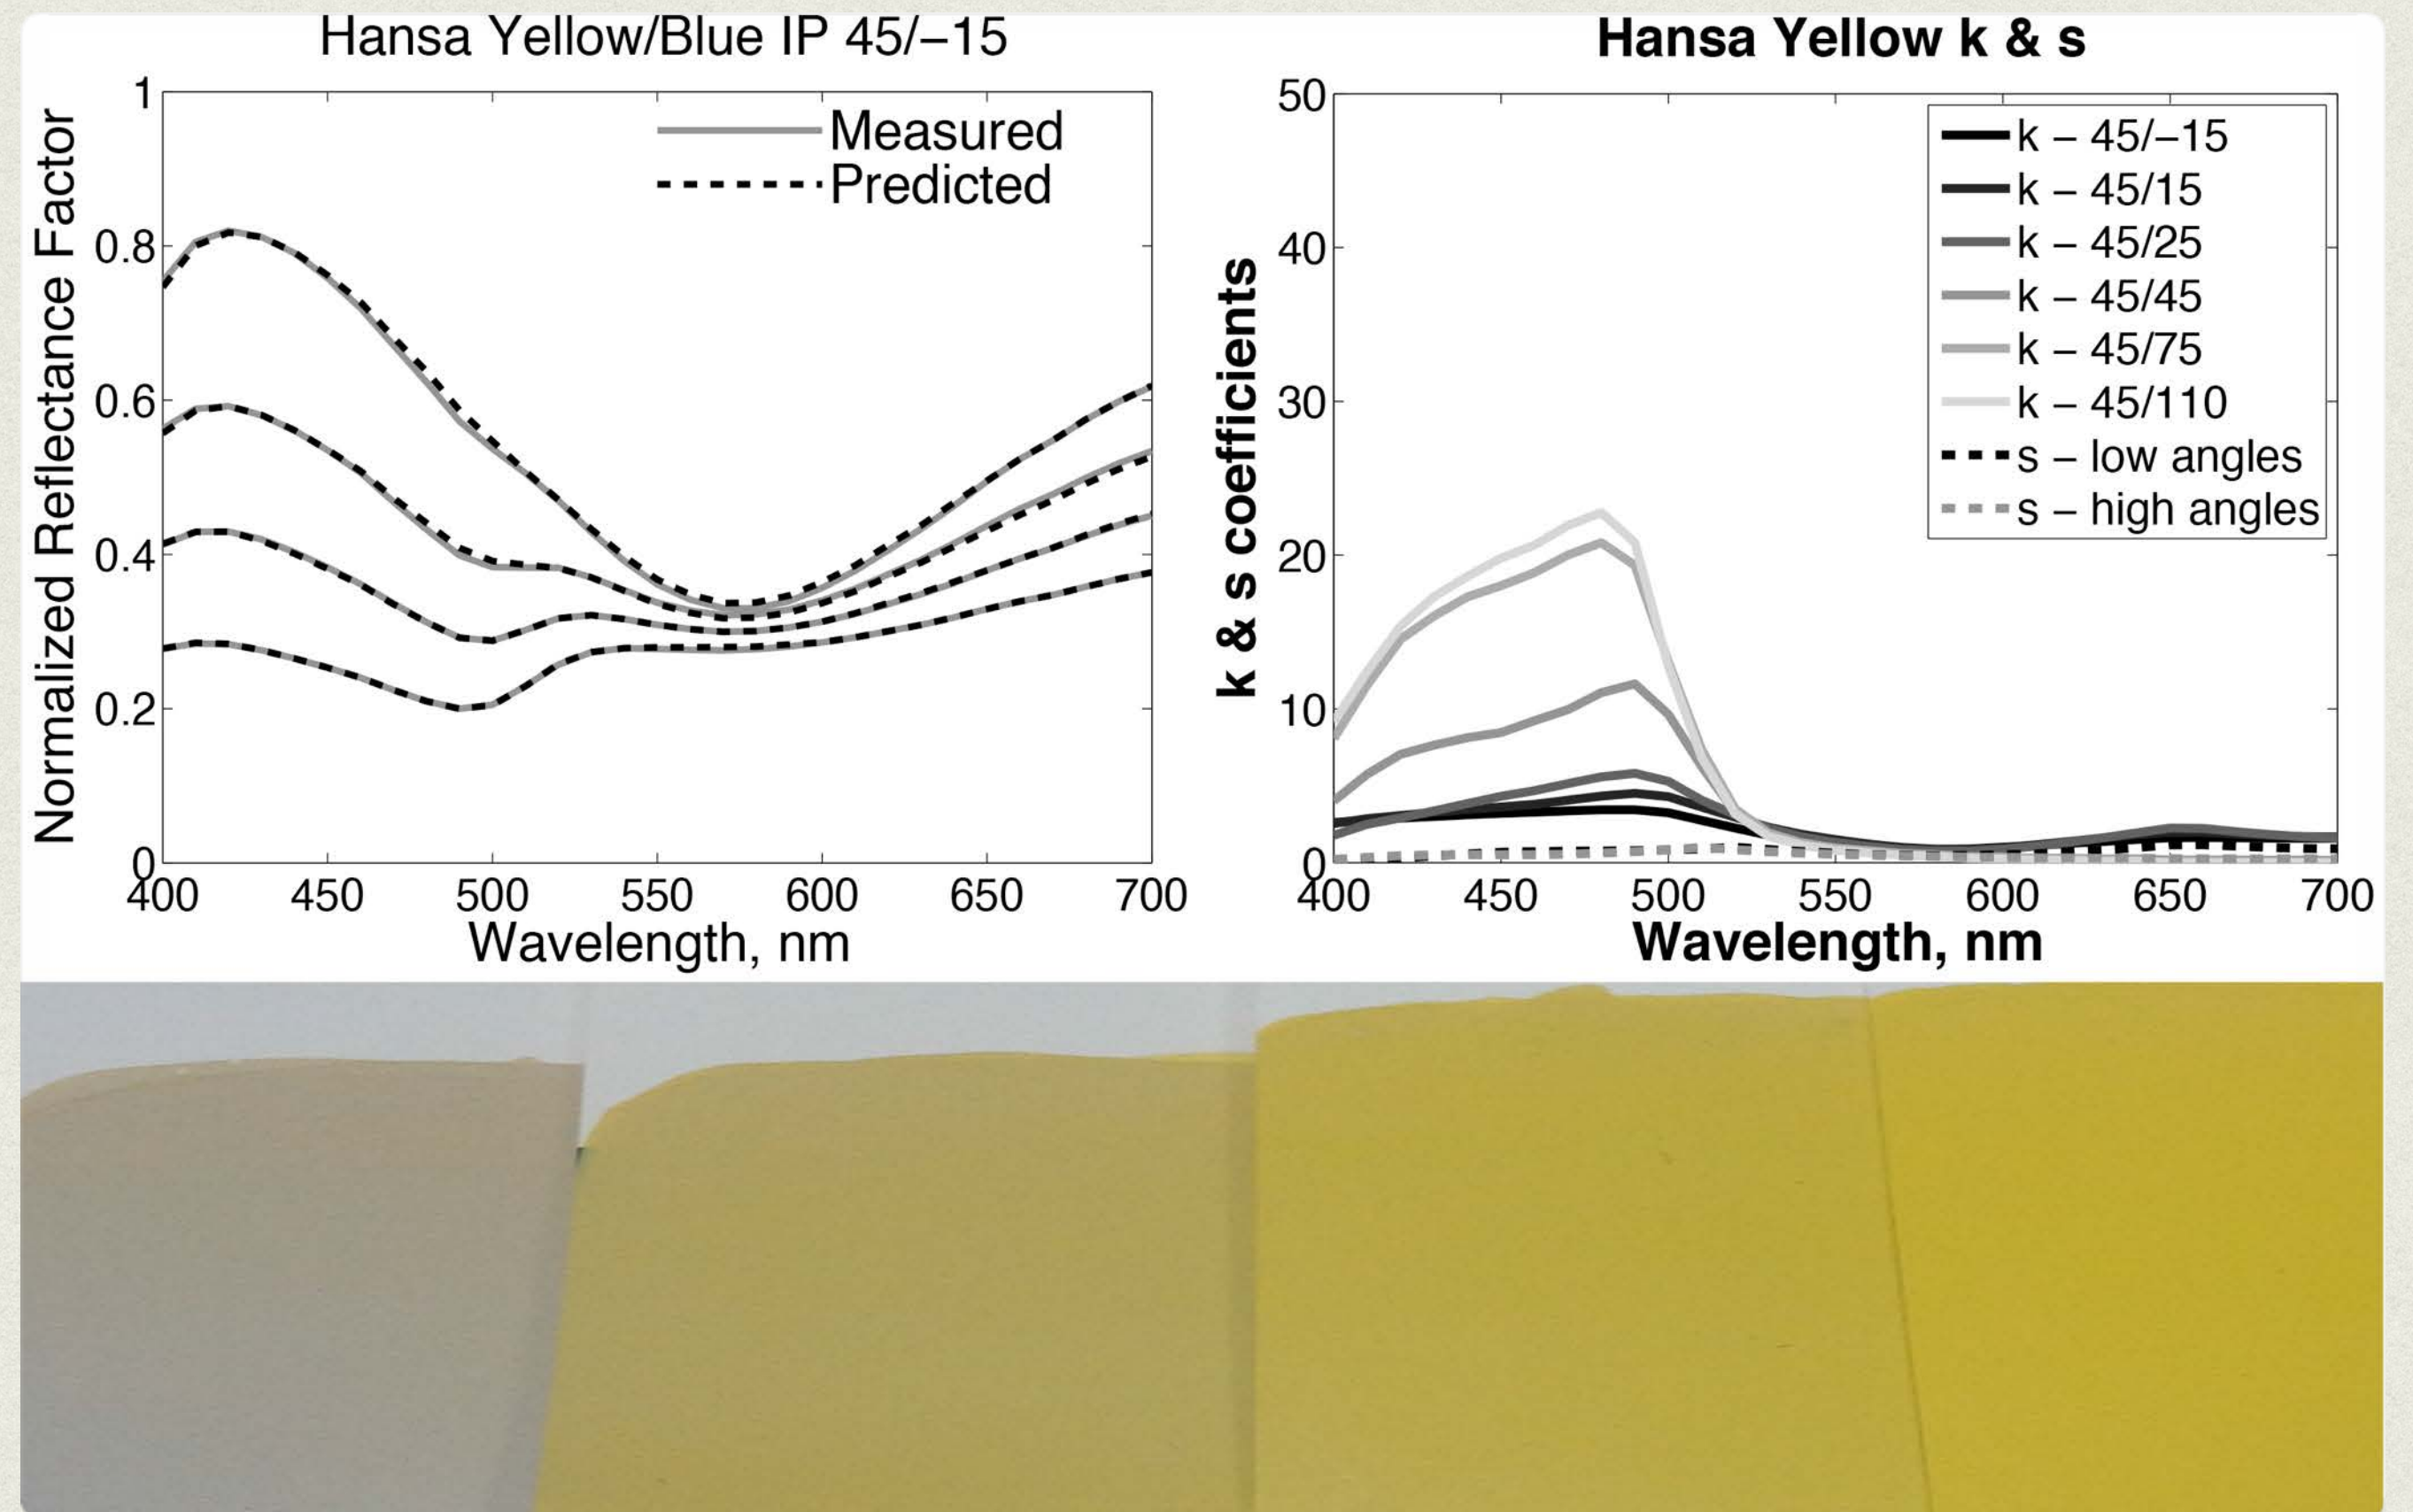 Hansa Yellow/Blue IP 45/–15
Normalized Reflectance Factor
1
0.8
0.6
0.4
0.2
0
Measured
Predicted
400 450 500 550 600 650 700
Wavelength, nm
Hansa Yellow k & s
k & s coefficients
50
40
30
20
10
0
k – 45/–15
k – 45/15
k – 45/25
k – 45/45
k – 45/75
k – 45/110
s – low angles
s – high angles
400 450 500 550 600 650 700
Wavelength, nm